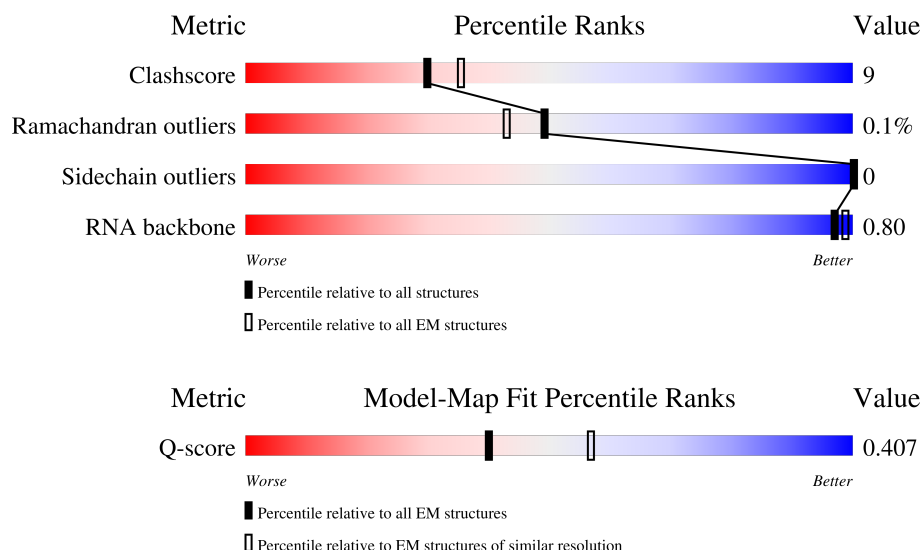 Metric Percentile Ranks Value
Clashscore 9
Ramachandran outliers 0.1%
Sidechain outliers 0
RNA backbone 0.80
Worse Better
Percentile relative to all structures
Percentile relative to all EM structures
Metric Model-Map Fit Percentile Ranks Value
Q-score 0.407
Worse Better
Percentile relative to all EM structures
Percentile relative to EM structures of similar resolution